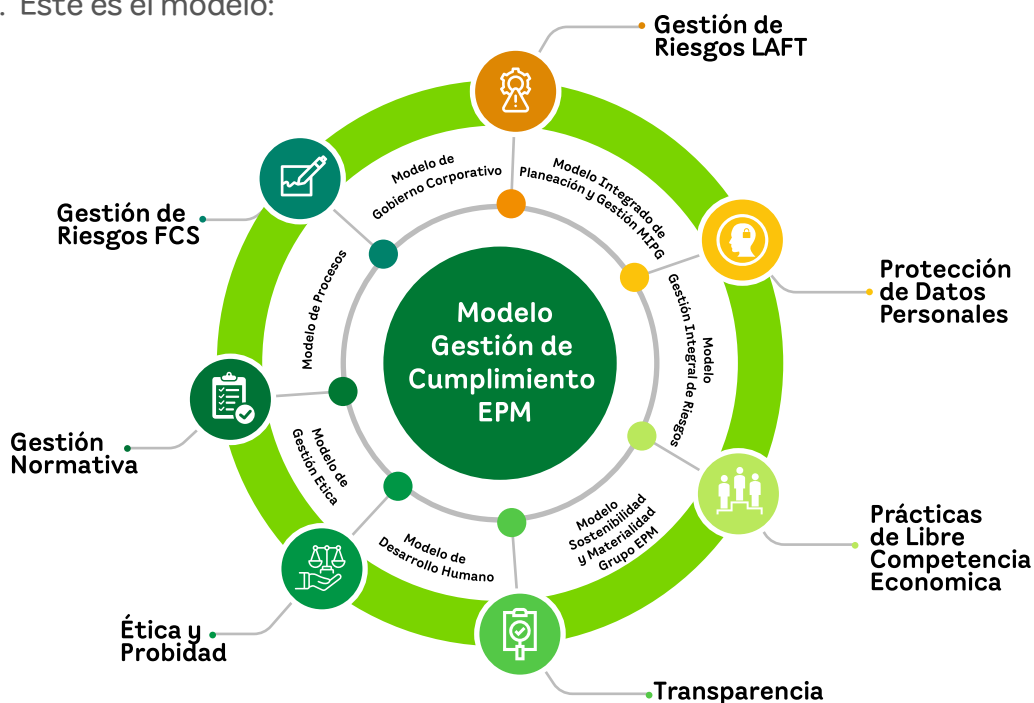 . Este es el modelo:
Gestión de
Riesgos LAFT
Modelo de
Gobierno Corporativo
Modelo Integrado de
Planeación y Gestión MIPG
Gestión de
Riesgos FCS
Protección
de Datos
Personales
Modelo de Procesos
Modelo
Gestión Integral de Riesgos
Modelo
Gestión de
Cumplimiento
EPM
Gestión
Normativa
Modelo de
Gestión Etica
Modelo de
Desarrollo Humano
Modelo
Sostenibilidad
y Materialidad
Grupo EPM
Prácticas
de Libre
Competencia
Economica
Ética y
Probidad
Transparencia